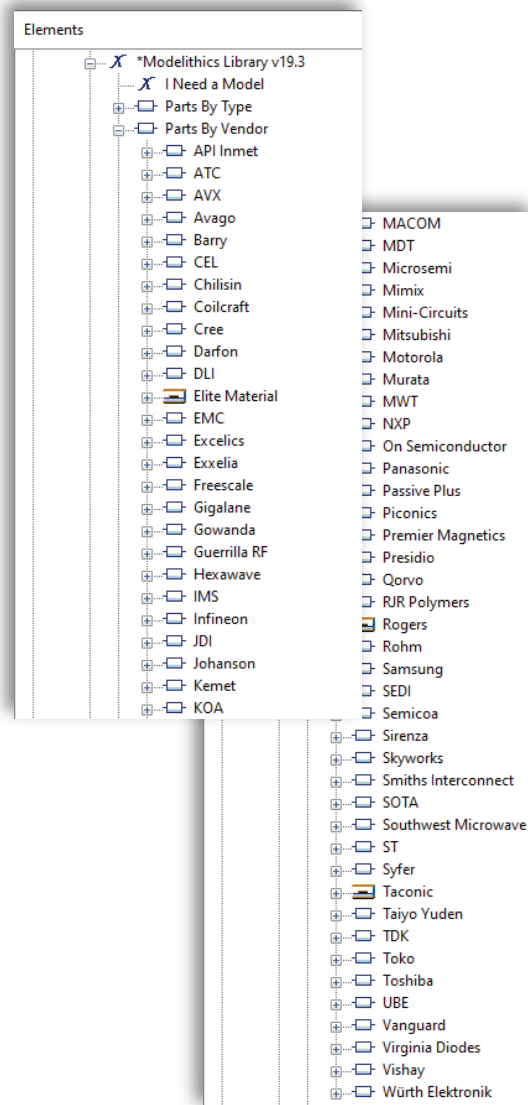 Elements
*Modelithics Library v19.3
I Need a Model
Parts By Type
Parts By Vendor
API Inmet
ATC
AVX
Avago
Barry
CEL
Chilisin
Coilcraft
Cree
Darfon
DLI
Elite Material
EMC
Excelics
Exxelia
Freescale
Gigalane
Gowanda
Guerrilla RF
Hexawave
IMS
Infineon
JDI
Johanson
Kemet
KOA
MACOM
MDT
Microsemi
Mimix
Mini-Circuits
Mitsubishi
Motorola
Murata
MWT
NXP
On Semiconductor
Panasonic
Passive Plus
Piconics
Premier Magnetics
Presidio
Qorvo
RJR Polymers
Rogers
Rohm
Samsung
SEDI
Semicoa
Sirenza
Skyworks
Smiths Interconnect
SOTA
Southwest Microwave
ST
Syfer
Taconic
Taiyo Yuden
TDK
Toko
Toshiba
UBE
Vanguard
Virginia Diodes
Vishay
Würth Elektronik